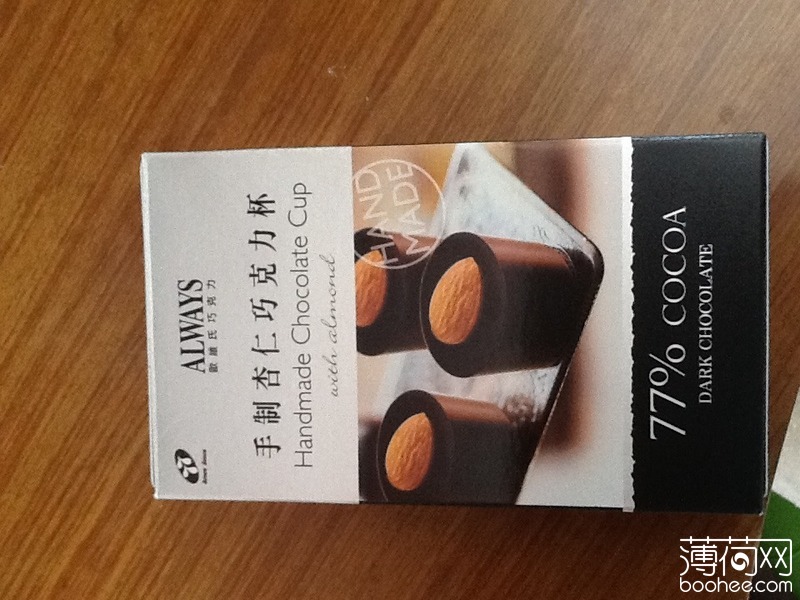 ALWAYS
歐維氏巧克力
手制杏仁巧克力杯
Handmade Chocolate Cup
with almond
HAND
MADE
77% COCOA
DARK CHOCOLATE
薄荷网
boohee.com